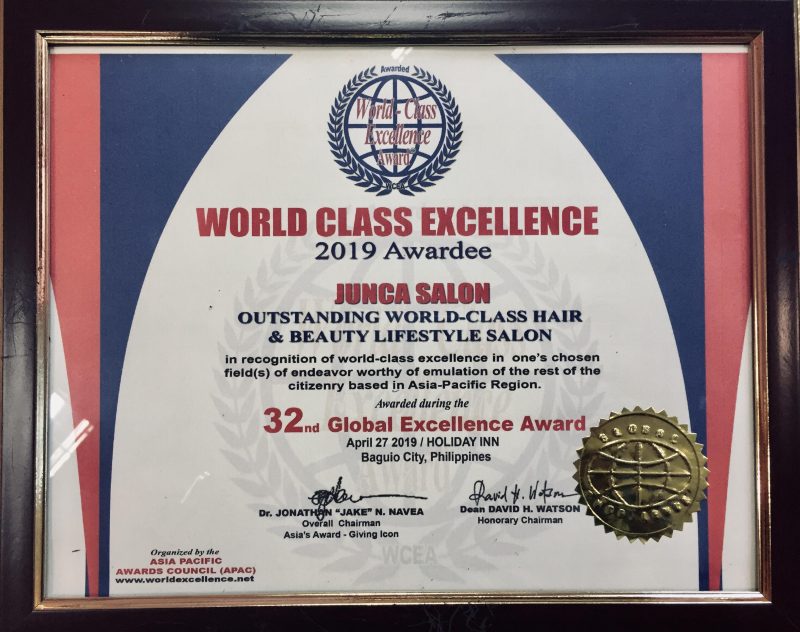 Awarded
World-Class
Excellence
Award
WCEA
WORLD CLASS EXCELLENCE
2019 Awardee
JUNCA SALON
OUTSTANDING WORLD-CLASS HAIR
& BEAUTY LIFESTYLE SALON
in recognition of world-class excellence in one's chosen
field(s) of endeavor worthy of emulation of the rest of the
citizenry based in Asia-Pacific Region.
Awarded during the
32nd Global Excellence Award
April 27 2019 / HOLIDAY INN
Baguio City, Philippines
David H. Watson
Dr. JONATHAN "JAKE" N. NAVEA
Overall Chairman
Asia's Award - Giving Icon
Dean DAVID H. WATSON
Honorary Chairman
Organized by the
ASIA PACIFIC
AWARDS COUNCIL (APAC)
www.worldexcellence.net
WCEA